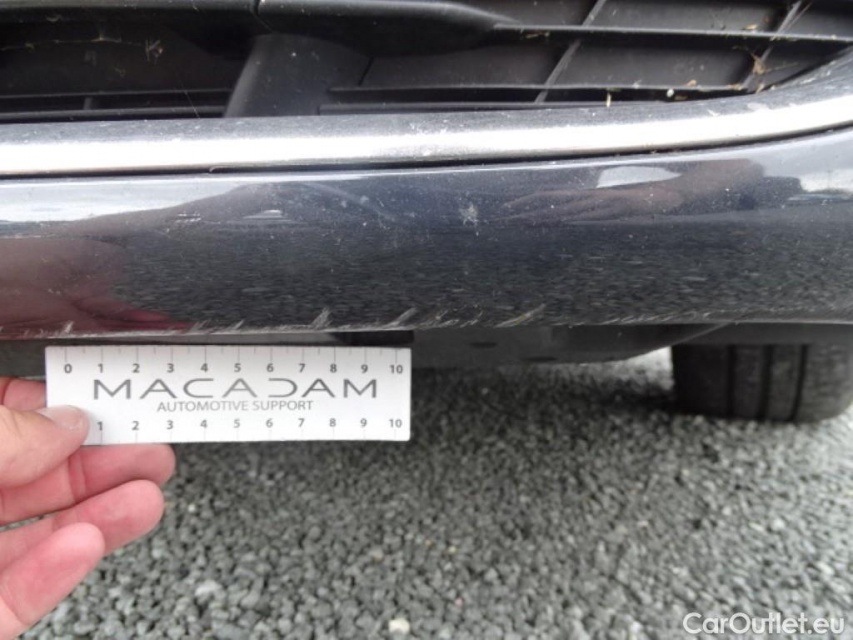 0 1 2 3 4 5 6 7 8 9 10
MACADAM
AUTOMOTIVE SUPPORT
1 2 3 4 5 6 7 8 9 10
CarOutlet.eu